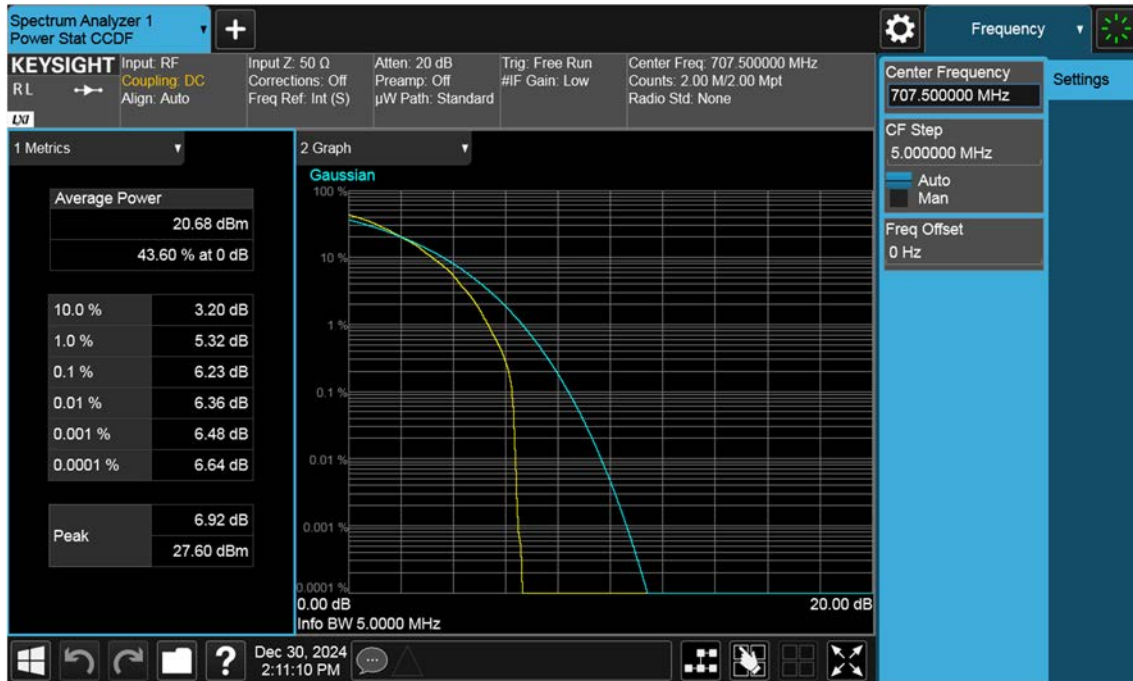 Spectrum Analyzer 1
Power Stat CCDF
+
Frequency
KEYSIGHT
RL
LXI
Input: RF
Coupling: DC
Align: Auto
Input Z: 50 Ω
Corrections: Off
Freq Ref: Int (S)
Atten: 20 dB
Preamp: Off
µW Path: Standard
Trig: Free Run
#IF Gain: Low
Center Freq: 707.500000 MHz
Counts: 2.00 M/2.00 Mpt
Radio Std: None
Center Frequency
707.500000 MHz
Settings
CF Step
5.000000 MHz
Auto
Man
Freq Offset
0 Hz
1 Metrics
Average Power
20.68 dBm
43.60 % at 0 dB
10.0 % 3.20 dB
1.0 % 5.32 dB
0.1 % 6.23 dB
0.01 % 6.36 dB
0.001 % 6.48 dB
0.0001 % 6.64 dB
Peak
6.92 dB
27.60 dBm
2 Graph
Gaussian
100 %
10 %
1 %
0.1 %
0.01 %
0.001 %
0.0001 %
0.00 dB 20.00 dB
Info BW 5.0000 MHz
?
Dec 30, 2024
2:11:10 PM